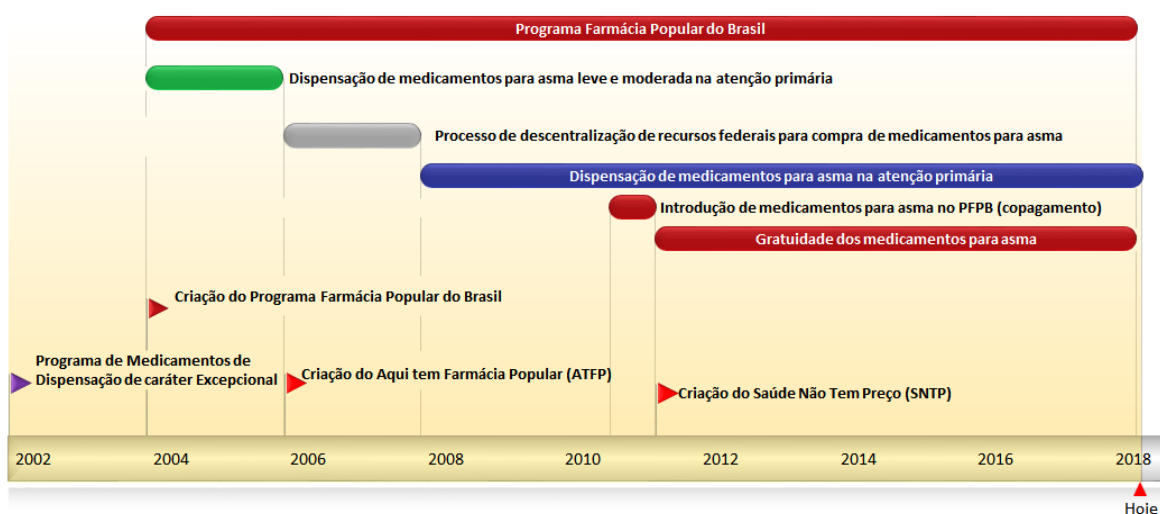 Programa Farmácia Popular do Brasil
Dispensação de medicamentos para asma leve e moderada na atenção primária
Processo de descentralização de recursos federais para compra de medicamentos para asma
Dispensação de medicamentos para asma na atenção primária
Introdução de medicamentos para asma no PFPB (copagamento)
Gratuidade dos medicamentos para asma
Criação do Programa Farmácia Popular do Brasil
Programa de Medicamentos de
Dispensação de caráter Excepcional
Criação do Aqui tem Farmácia Popular (ATFP)
Criação do Saúde Não Tem Preço (SNTP)
2002 2004 2006 2008 2010 2012 2014 2016 2018
Hoje